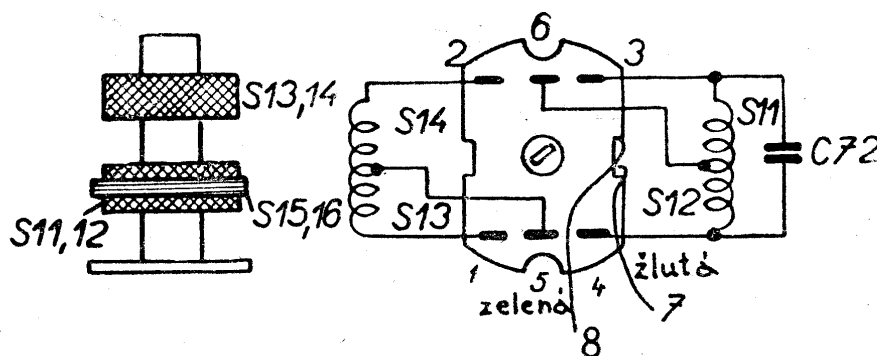 S13,14
S11,12
S15,16
2
6
3
S14
S13
S11
S12
C72
1
5
4
zelená
žlutá
8
7